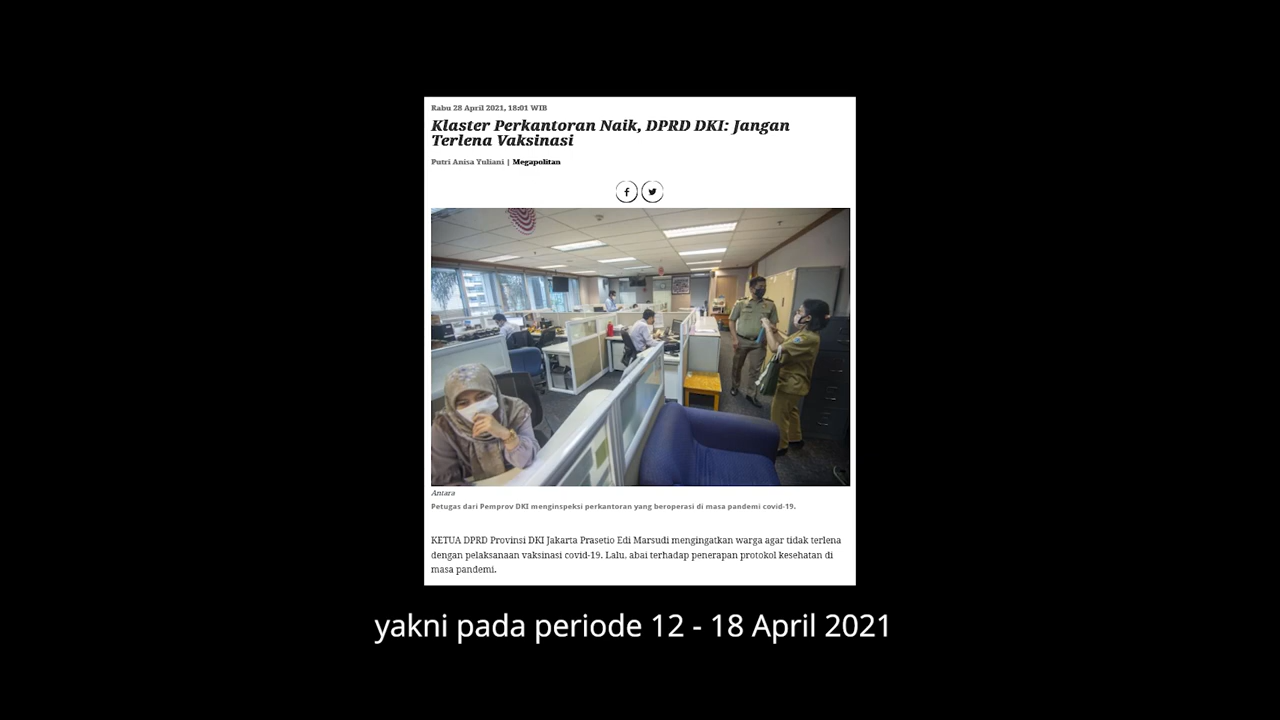 Rabu 28 April 2021, 18:01 WIB
Klaster Perkantoran Naik, DPRD DKI: Jangan
Terlena Vaksinasi
Putri Anisa Yuliani | Megapolitan
Antara
Petugas dari Pemprov DKI menginspeksi perkantoran yang beroperasi di masa pandemi covid-19.
KETUA DPRD Provinsi DKI Jakarta Prasetio Edi Marsudi mengingatkan warga agar tidak terlena
dengan pelaksanaan vaksinasi covid-19. Lalu, abai terhadap penerapan protokol kesehatan di
masa pandemi.
yakni pada periode 12 - 18 April 2021